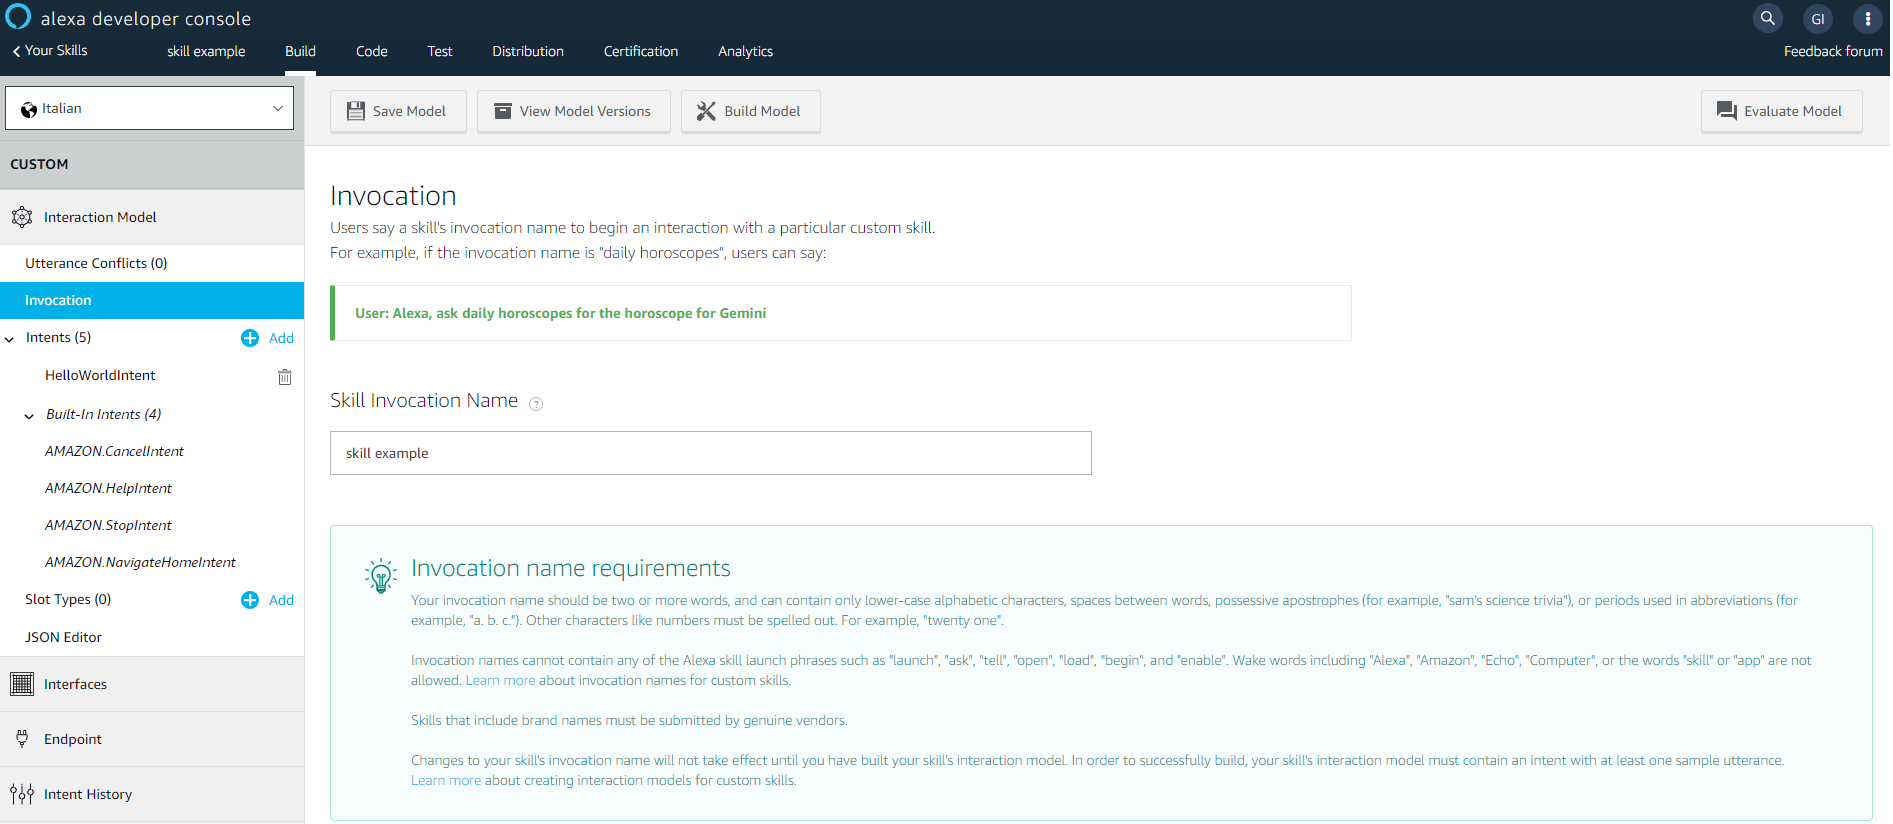 alexa developer console
GI
Your Skills
skill example
Build
Code
Test
Distribution
Certification
Analytics
Feedback forum
Italian
Save Model
View Model Versions
Build Model
Evaluate Model
CUSTOM
Interaction Model
Utterance Conflicts (0)
Invocation
Intents (5)
Add
HelloWorldIntent
Built-In Intents (4)
AMAZON.CancelIntent
AMAZON.HelpIntent
AMAZON.StopIntent
AMAZON.NavigateHomeIntent
Slot Types (0)
Add
JSON Editor
Interfaces
Endpoint
Intent History
Invocation
Users say a skill's invocation name to begin an interaction with a particular custom skill.
For example, if the invocation name is "daily horoscopes", users can say:
User: Alexa, ask daily horoscopes for the horoscope for Gemini
Skill Invocation Name ?
skill example
Invocation name requirements
Your invocation name should be two or more words, and can contain only lower-case alphabetic characters, spaces between words, possessive apostrophes (for example, "sam's science trivia"), or periods used in abbreviations (for
example, "a. b. c."). Other characters like numbers must be spelled out. For example, "twenty one".
Invocation names cannot contain any of the Alexa skill launch phrases such as "launch", "ask", "tell", "open", "load", "begin", and "enable". Wake words including "Alexa", "Amazon", "Echo", "Computer", or the words "skill" or "app" are not
allowed. Learn more about invocation names for custom skills.
Skills that include brand names must be submitted by genuine vendors.
Changes to your skill's invocation name will not take effect until you have built your skill's interaction model. In order to successfully build, your skill's interaction model must contain an intent with at least one sample utterance.
Learn more about creating interaction models for custom skills.